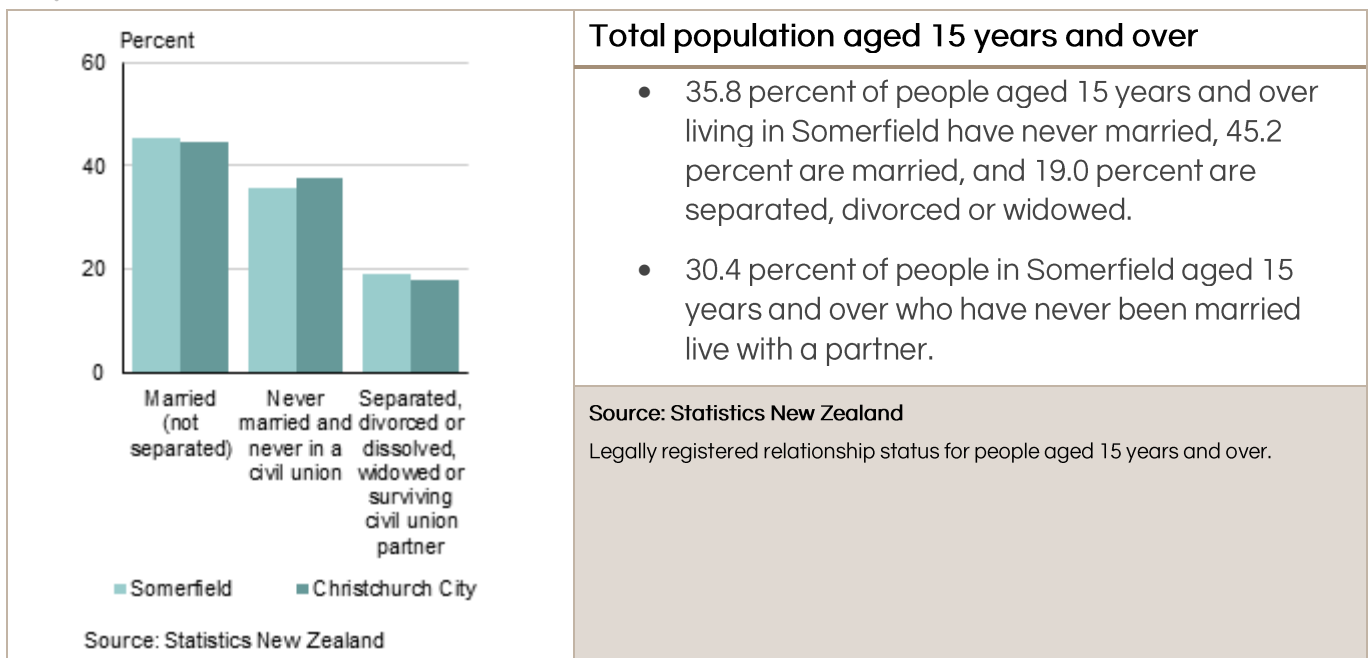 Percent
60
40
20
0
Married
(not
separated)
Never
married and
never in a
civil union
Separated,
divorced or
dissolved,
widowed or
surviving
civil union
partner
Somerfield
Christchurch City
Source: Statistics New Zealand
Total population aged 15 years and over
• 35.8 percent of people aged 15 years and over
living in Somerfield have never married, 45.2
percent are married, and 19.0 percent are
separated, divorced or widowed.
• 30.4 percent of people in Somerfield aged 15
years and over who have never been married
live with a partner.
Source: Statistics New Zealand
Legally registered relationship status for people aged 15 years and over.